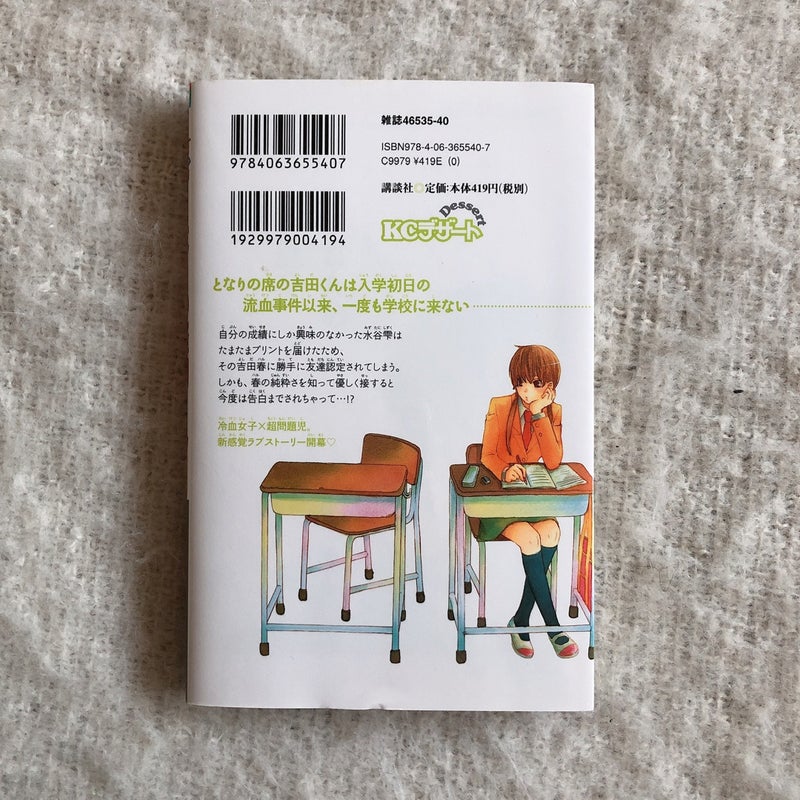 雑誌46535-40
9784063655407
ISBN978-4-06-365540-7
C9979 ¥419E (0)
1929979004194
講談社 定価:本体419円(税別)
Dessert
KCデザート
となりの席の吉田くんは入学初日の
流血事件以来、一度も学校に来ない…………………
自分の成績にしか興味のなかった水谷雫は
たまたまプリントを届けたため、
その吉田春に勝手に友達認定されてしまう。
しかも、春の純粋さを知って優しく接すると
今度は告白までされちゃって…!?
冷血女子×超問題児。
新感覚ラブストーリー開幕♡